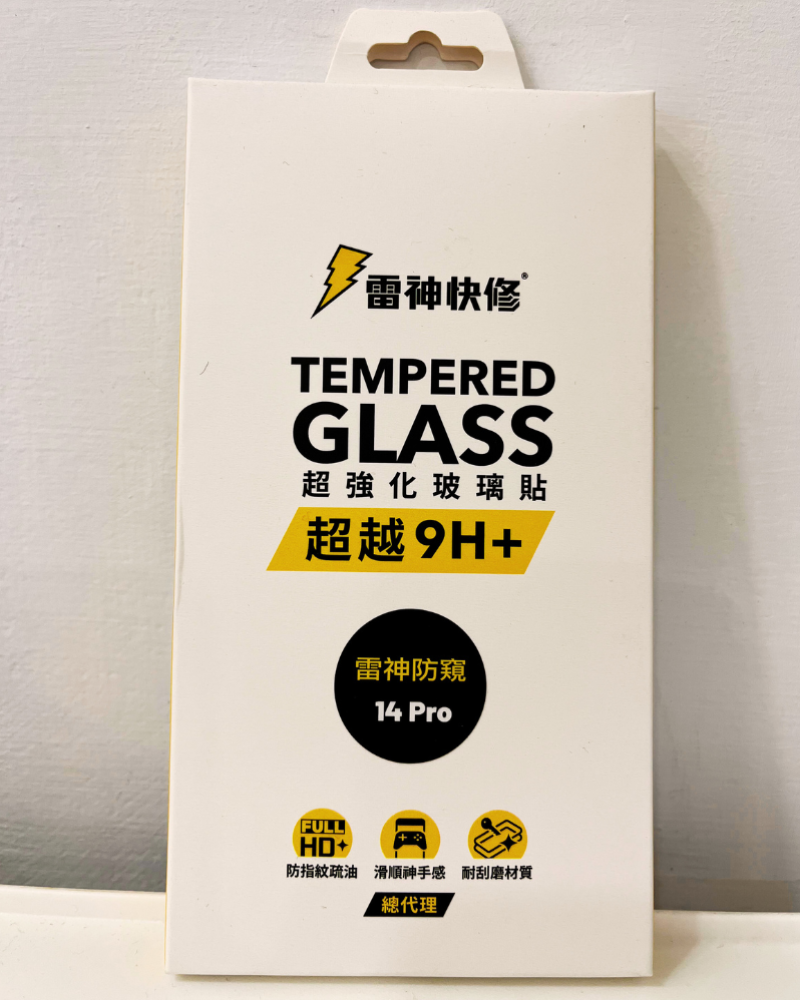 雷神快修®
TEMPERED
GLASS
超強化玻璃貼
超越9H+
雷神防窺
14 Pro
FULL
HD+
防指紋疏油 滑順神手感 耐刮磨材質
總代理